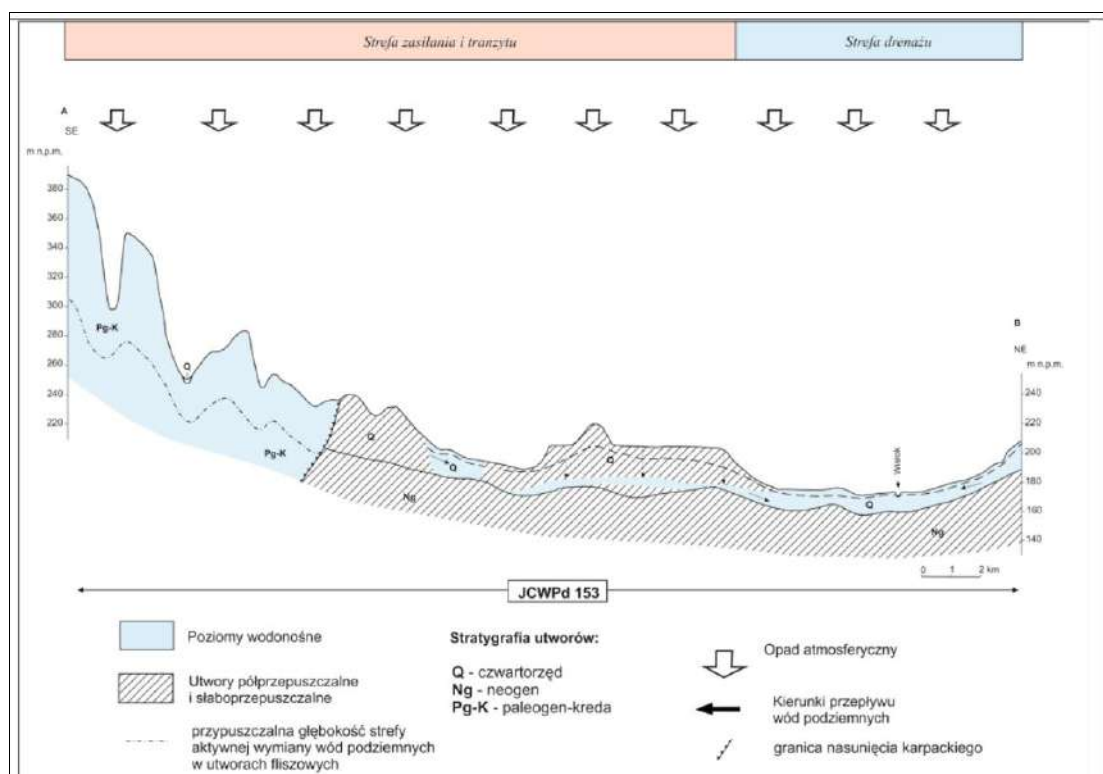 Strefa zasilania i tranzytu
Strefa drenażu
A
SE
m n.p.m.
380
360
340
320
300
280
260
240
220
Pg-K
Q
Pg-K
Q
Ng
Q
Q
Wisłok
Q
Ng
B
NE
m n.p.m.
240
220
200
180
160
140
0 1 2 km
JCWPd 153
Poziomy wodonośne
Utwory półprzepuszczalne
i słaboprzepuszczalne
przypuszczalna głębokość strefy
aktywnej wymiany wód podziemnych
w utworach fliszowych
Stratygrafia utworów:
Q - czwartorzęd
Ng - neogen
Pg-K - paleogen-kreda
Opad atmosferyczny
Kierunki przepływu
wód podziemnych
granica nasunięcia karpackiego